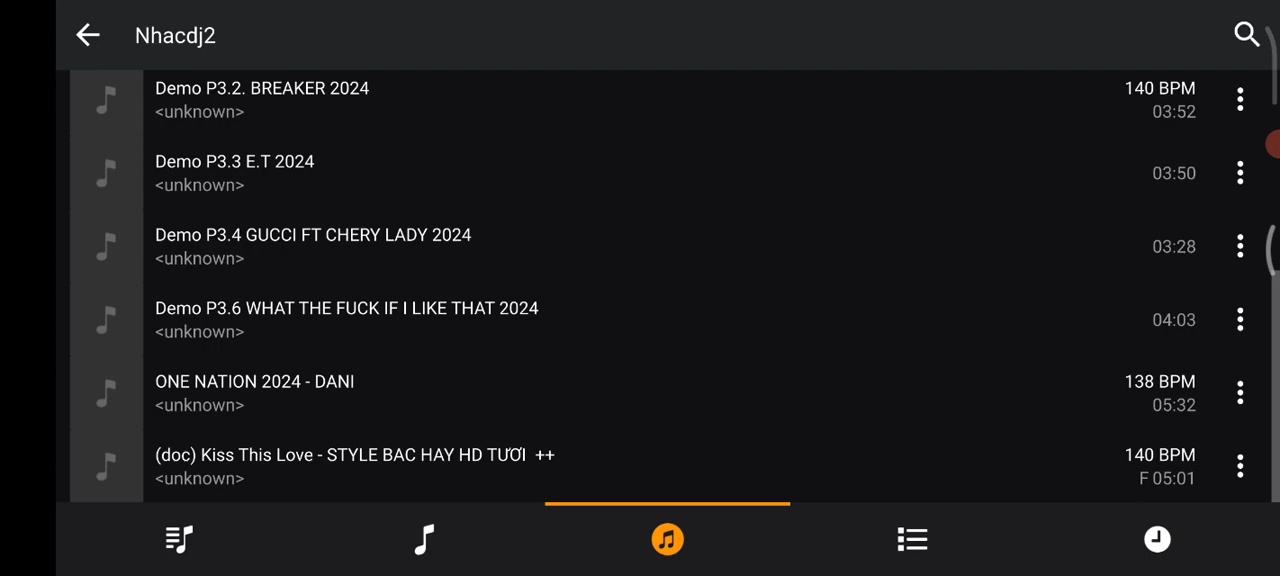 Nhacdj2
Demo P3.2. BREAKER 2024
140 BPM
<unknown>
03:52
Demo P3.3 E.T 2024
<unknown>
03:50
Demo P3.4 GUCCI FT CHERY LADY 2024
<unknown>
03:28
Demo P3.6 WHAT THE FUCK IF I LIKE THAT 2024
<unknown>
04:03
ONE NATION 2024 - DANI
138 BPM
<unknown>
05:32
(doc) Kiss This Love - STYLE BAC HAY HD TƯƠI  ++
140 BPM
<unknown>
F 05:01